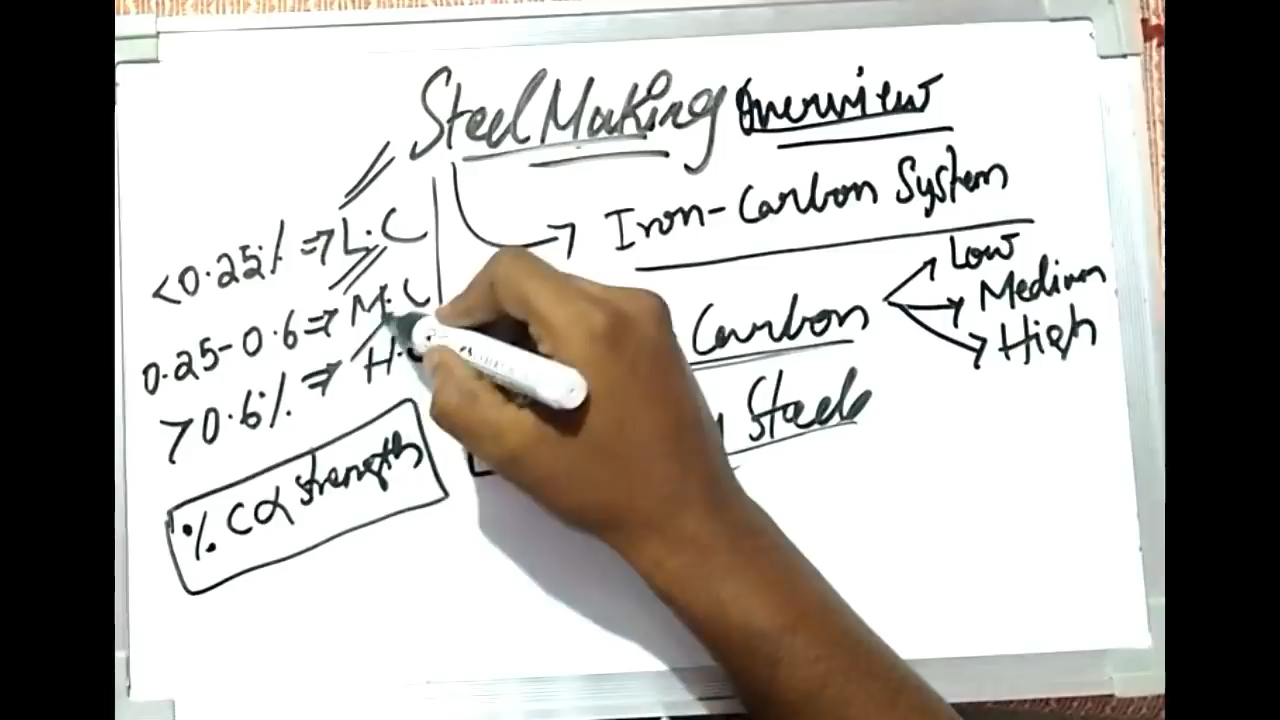 Steel Making Overview
Iron-Carbon System
Carbon
Low
Medium
High
Steels
<0.25% ⇒ L.C
0.25-0.6 ⇒ M.C
>0.6% ⇒ H.C
% C α strength